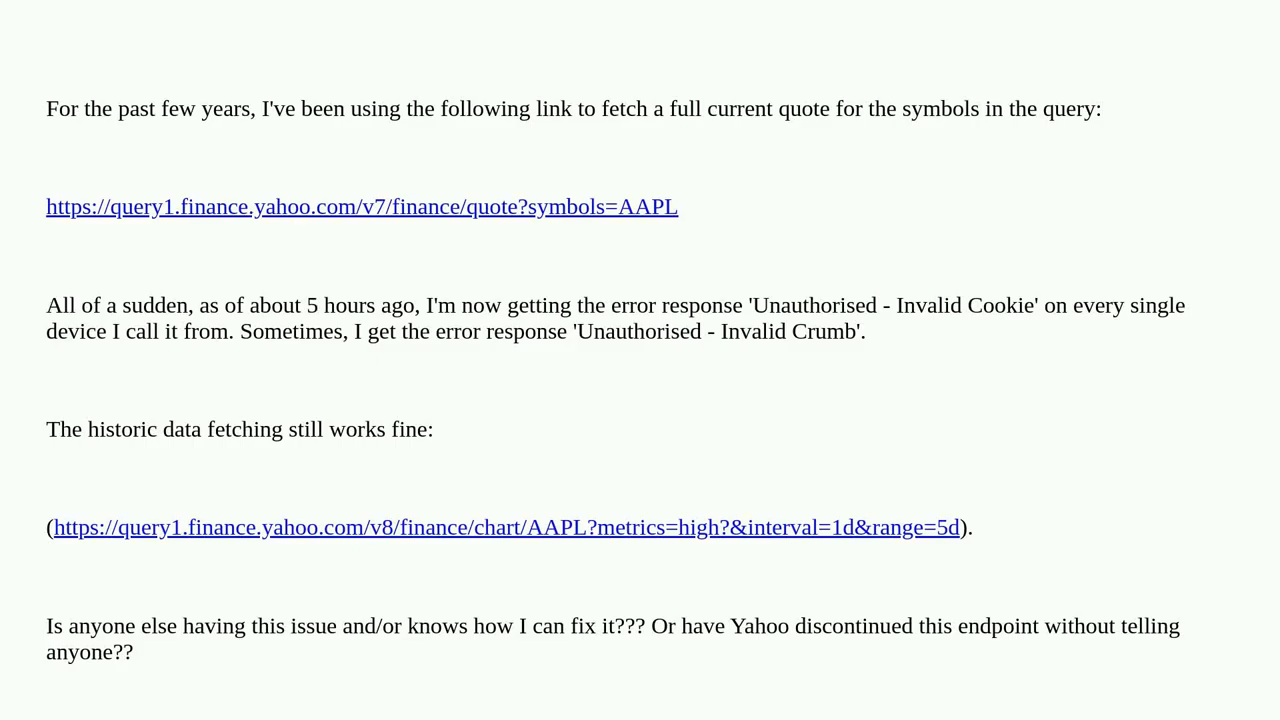 For the past few years, I've been using the following link to fetch a full current quote for the symbols in the query:
https://query1.finance.yahoo.com/v7/finance/quote?symbols=AAPL
All of a sudden, as of about 5 hours ago, I'm now getting the error response 'Unauthorised - Invalid Cookie' on every single
device I call it from. Sometimes, I get the error response 'Unauthorised - Invalid Crumb'.
The historic data fetching still works fine:
(https://query1.finance.yahoo.com/v8/finance/chart/AAPL?metrics=high?&interval=1d&range=5d).
Is anyone else having this issue and/or knows how I can fix it??? Or have Yahoo discontinued this endpoint without telling
anyone??